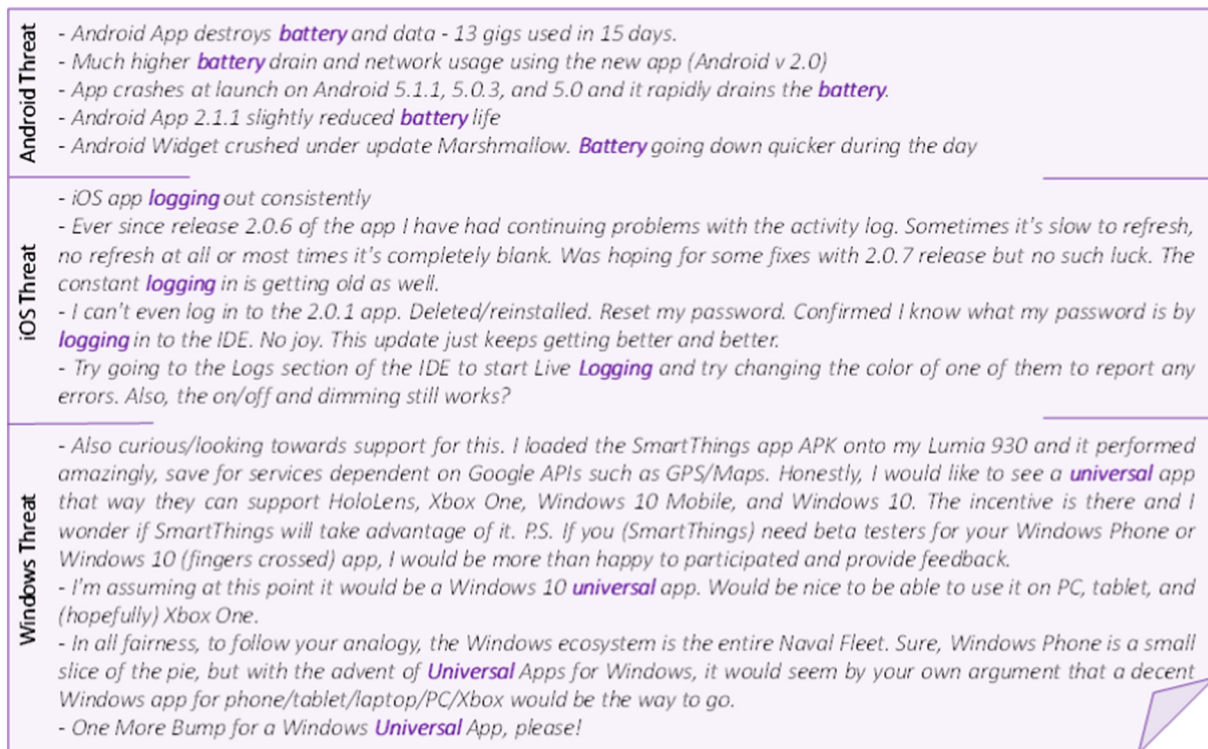 Android Threat
- Android App destroys battery and data - 13 gigs used in 15 days.
- Much higher battery drain and network usage using the new app (Android v 2.0)
- App crashes at launch on Android 5.1.1, 5.0.3, and 5.0 and it rapidly drains the battery.
- Android App 2.1.1 slightly reduced battery life
- Android Widget crushed under update Marshmallow. Battery going down quicker during the day
iOS Threat
- iOS app logging out consistently
- Ever since release 2.0.6 of the app I have had continuing problems with the activity log. Sometimes it's slow to refresh,
no refresh at all or most times it's completely blank. Was hoping for some fixes with 2.0.7 release but no such luck. The
constant logging in is getting old as well.
- I can't even log in to the 2.0.1 app. Deleted/reinstalled. Reset my password. Confirmed I know what my password is by
logging in to the IDE. No joy. This update just keeps getting better and better.
- Try going to the Logs section of the IDE to start Live Logging and try changing the color of one of them to report any
errors. Also, the on/off and dimming still works?
Windows Threat
- Also curious/looking towards support for this. I loaded the SmartThings app APK onto my Lumia 930 and it performed
amazingly, save for services dependent on Google APIs such as GPS/Maps. Honestly, I would like to see a universal app
that way they can support HoloLens, Xbox One, Windows 10 Mobile, and Windows 10. The incentive is there and I
wonder if SmartThings will take advantage of it. P.S. If you (SmartThings) need beta testers for your Windows Phone or
Windows 10 (fingers crossed) app, I would be more than happy to participated and provide feedback.
- I'm assuming at this point it would be a Windows 10 universal app. Would be nice to be able to use it on PC, tablet, and
(hopefully) Xbox One.
- In all fairness, to follow your analogy, the Windows ecosystem is the entire Naval Fleet. Sure, Windows Phone is a small
slice of the pie, but with the advent of Universal Apps for Windows, it would seem by your own argument that a decent
Windows app for phone/tablet/laptop/PC/Xbox would be the way to go.
- One More Bump for a Windows Universal App, please!